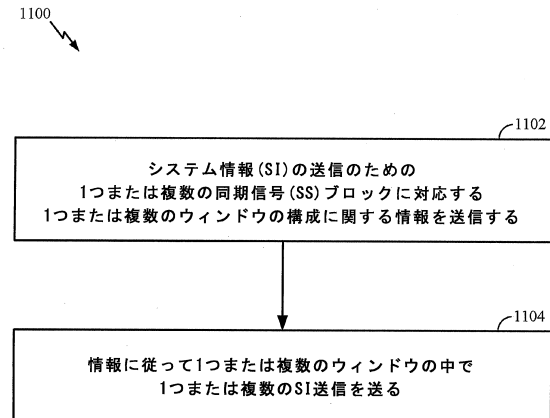 1100
1102
システム情報(SI)の送信のための
1つまたは複数の同期信号(SS)ブロックに対応する
1つまたは複数のウィンドウの構成に関する情報を送信する
1104
情報に従って1つまたは複数のウィンドウの中で
1つまたは複数のSI送信を送る